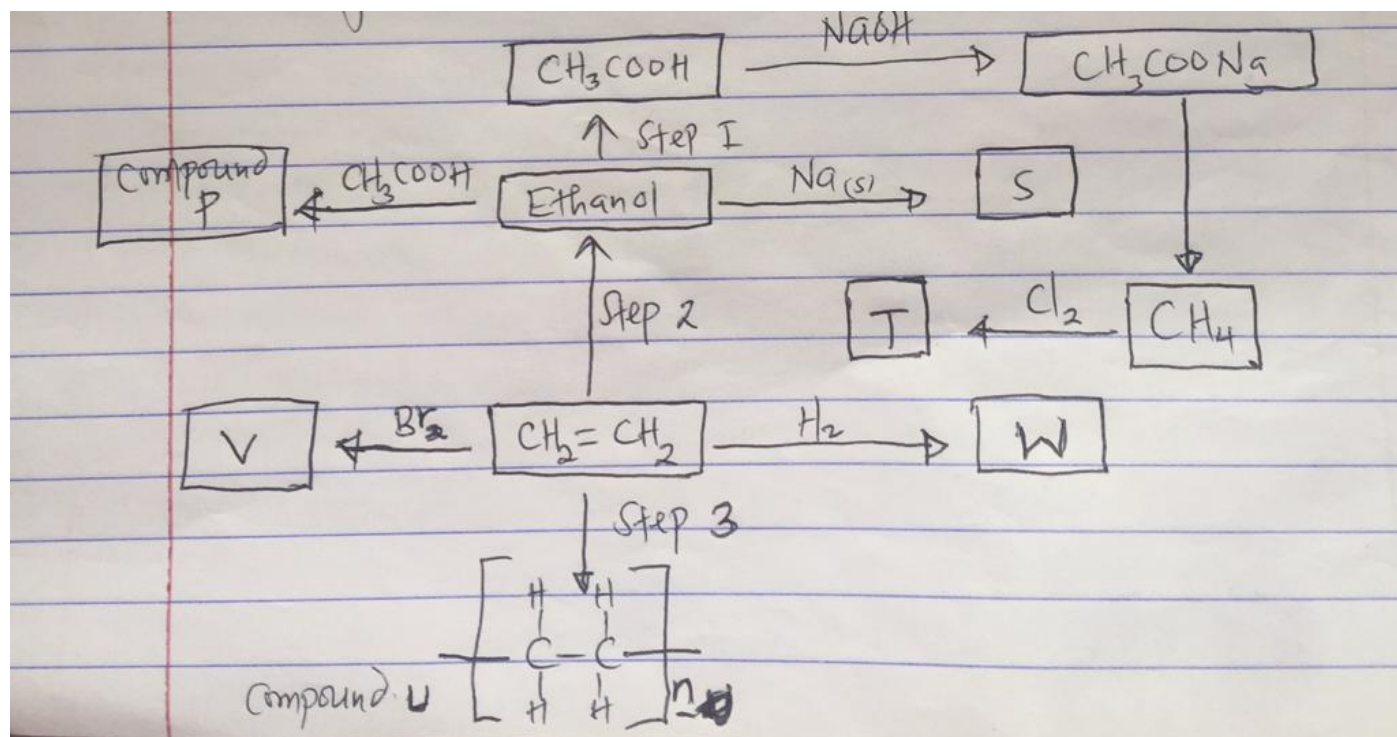 NaOH
CH₃COOH
CH₃COONa
Step I
Compound P
CH₃COOH
Ethanol
Na(s)
S
Step 2
T
Cl₂
CH₄
V
Br₂
CH₂=CH₂
H₂
W
Step 3
H H
C–C
H H
n
Compound U